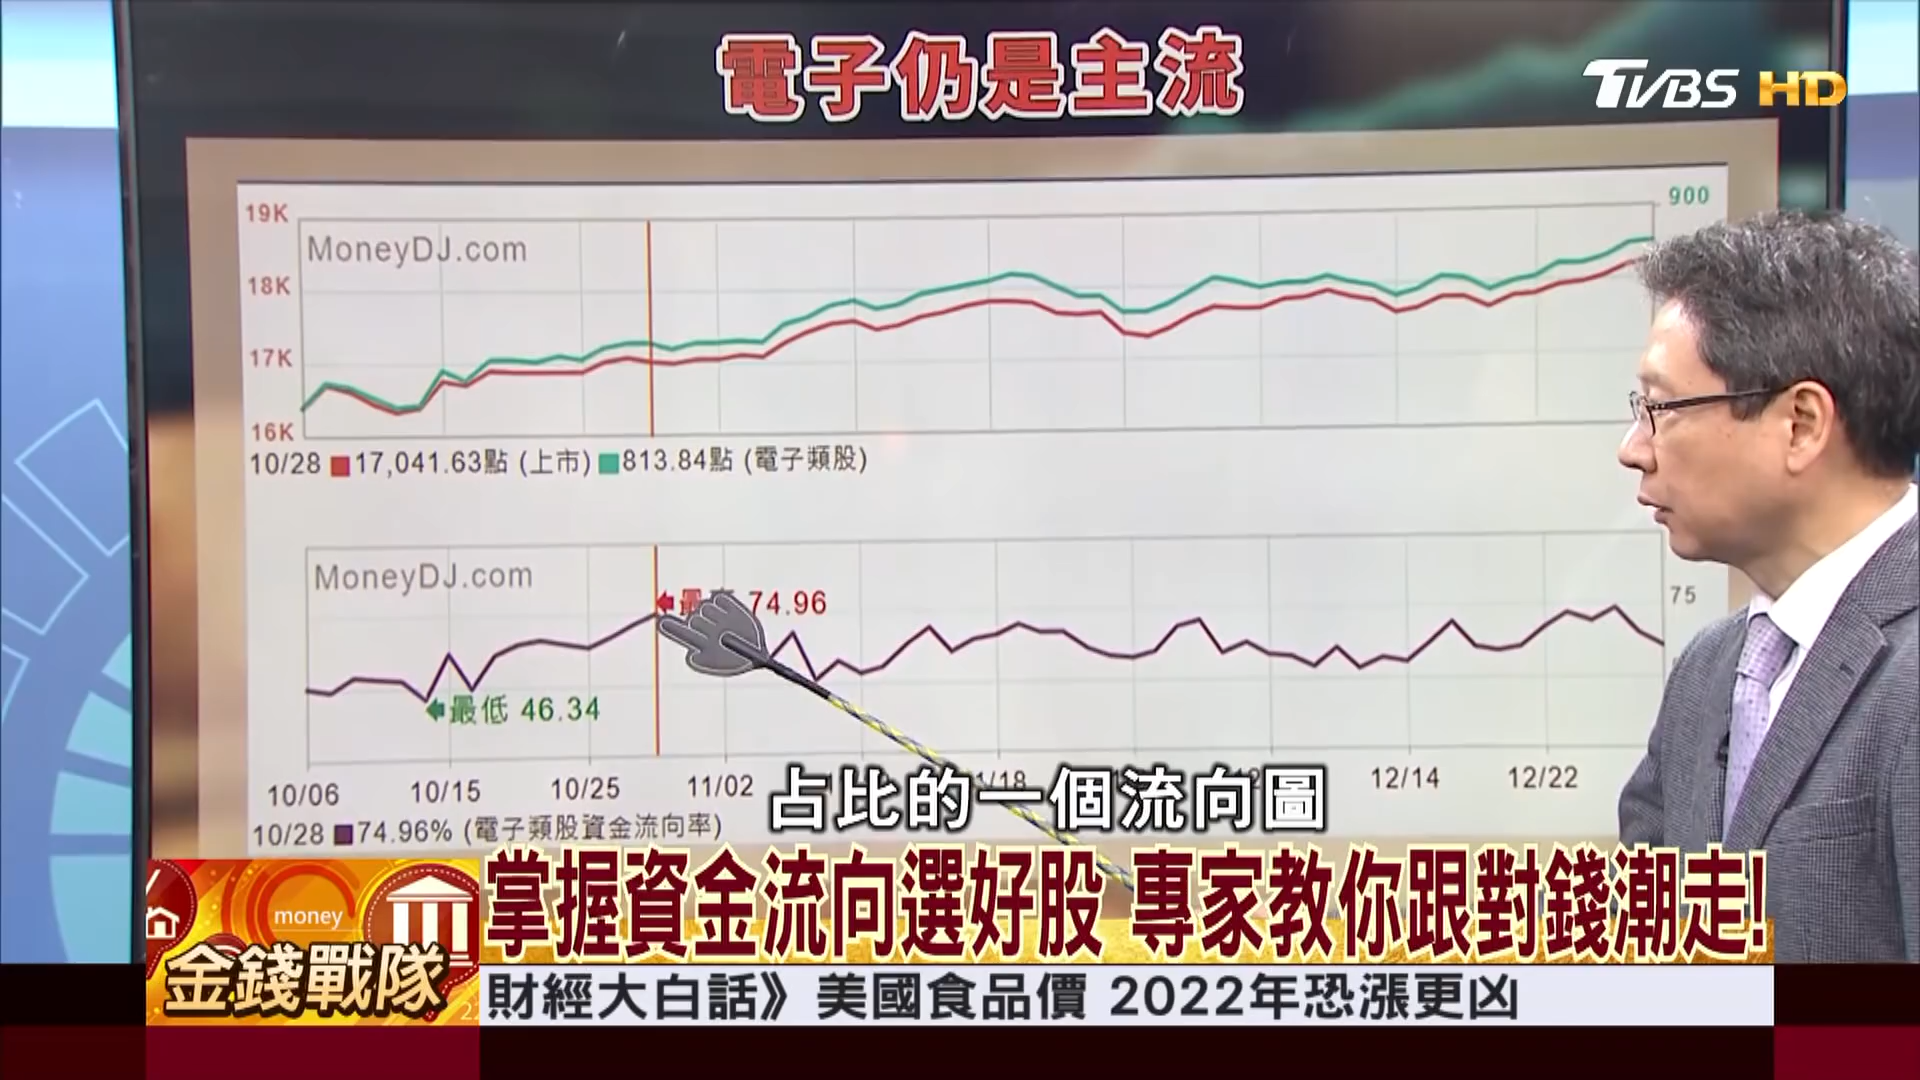 電子仍是主流
TVBS HD
19K
900
MoneyDJ.com
18K
17K
16K
10/28 17,041.63點 (上市) 813.84點 (電子類股)
MoneyDJ.com
最 74.96
75
最低 46.34
10/06 10/15 10/25 11/02 1/18 12/14 12/22
10/28 74.96% (電子類股資金流向率)
占比的一個流向圖
money
金錢戰隊
掌握資金流向選好股 專家教你跟對錢潮走!
財經大白話》美國食品價 2022年恐漲更凶